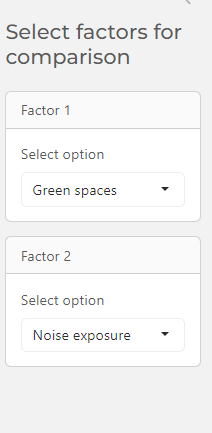 Select factors for
comparison
Factor 1
Select option
Green spaces
Factor 2
Select option
Noise exposure